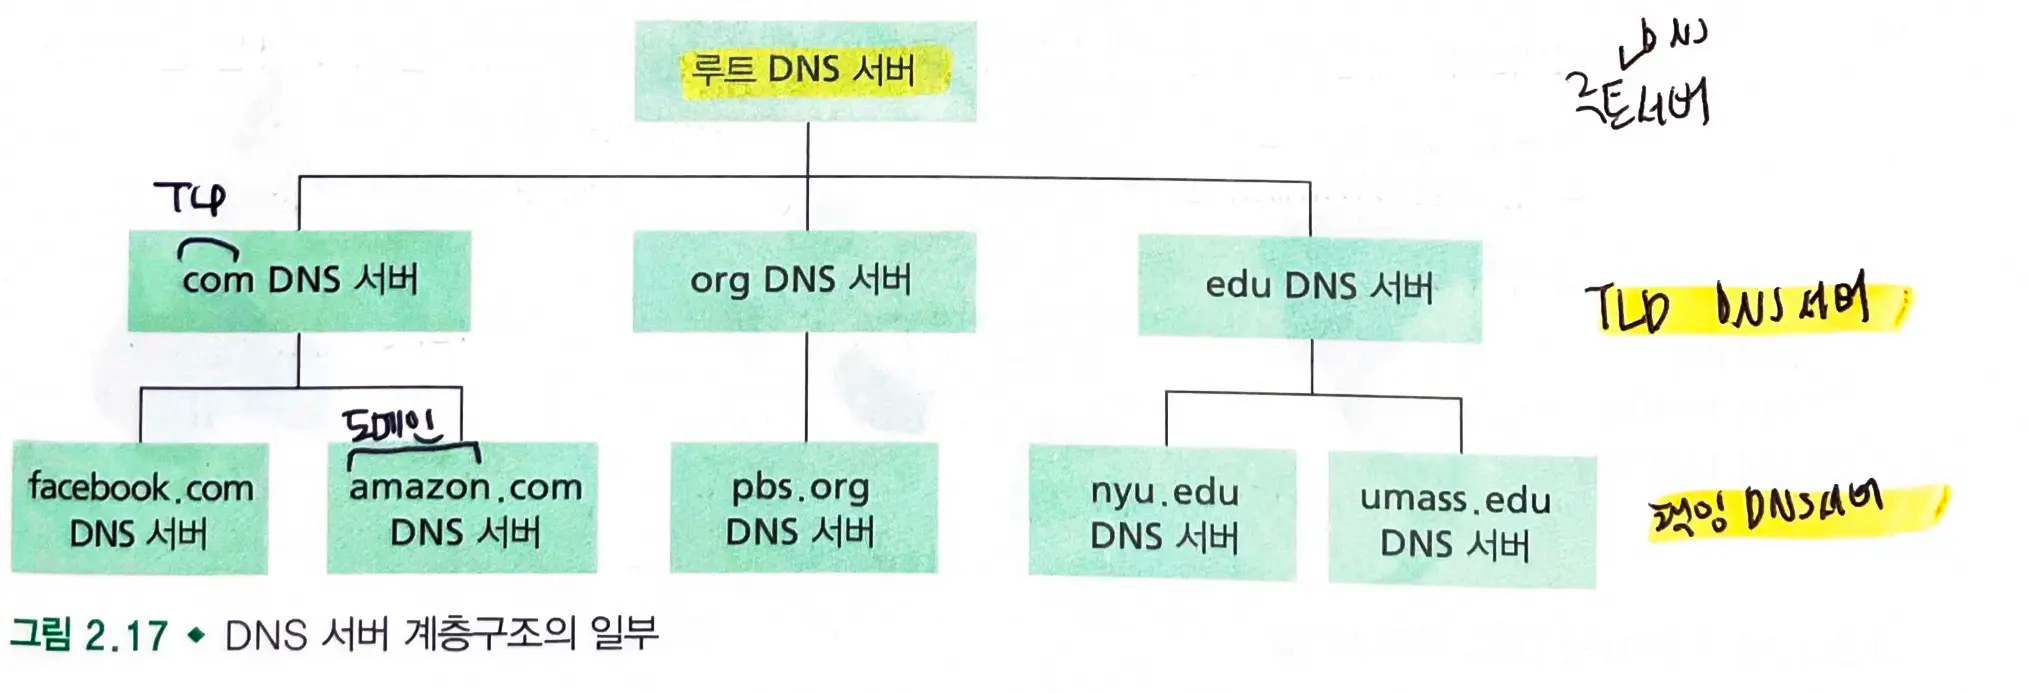 루트 DNS 서버
DNS
루트서버
TLD
com DNS 서버
org DNS 서버
edu DNS 서버
TLD DNS 서버
도메인
facebook.com
DNS 서버
amazon.com
DNS 서버
pbs.org
DNS 서버
nyu.edu
DNS 서버
umass.edu
DNS 서버
책임 DNS 서버
그림 2.17 ◆ DNS 서버 계층구조의 일부